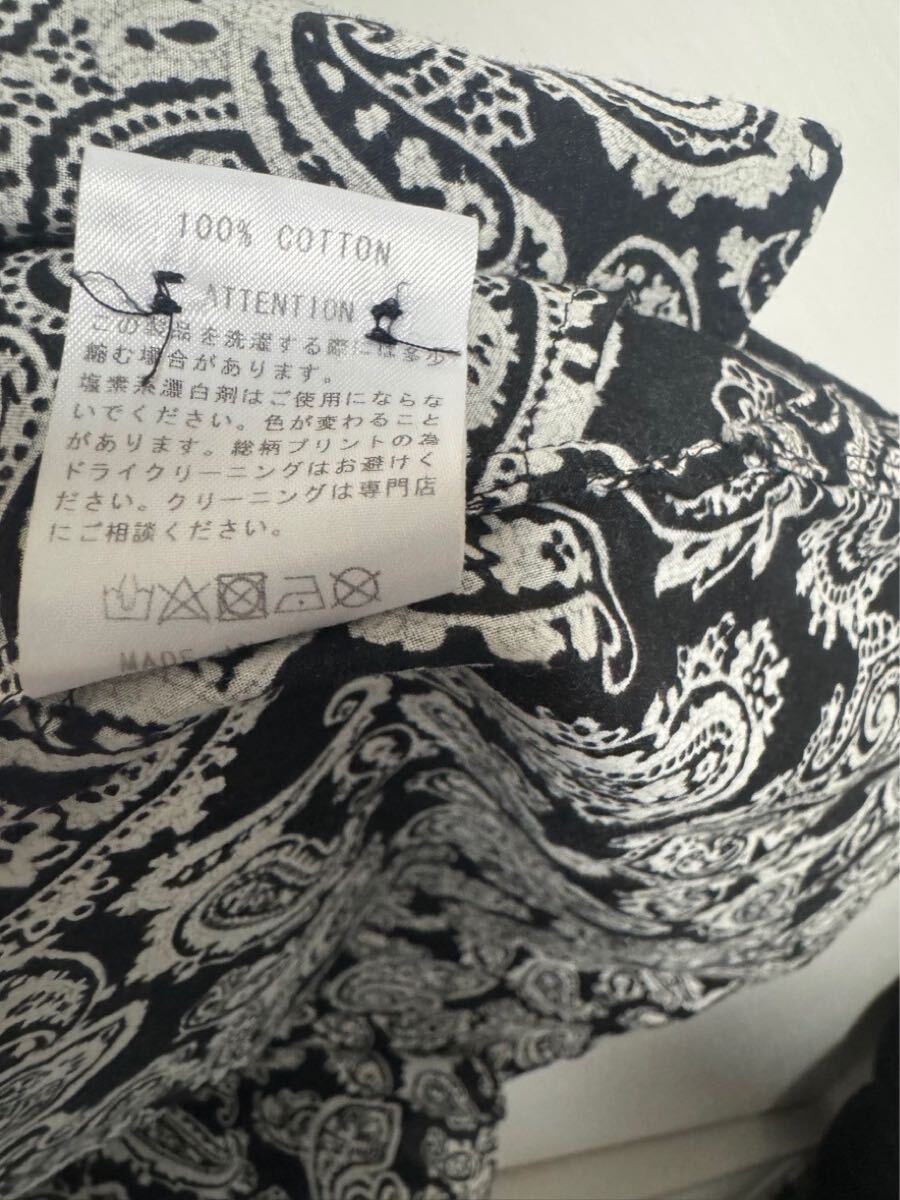 100% COTTON
ATTENTION
この製品を洗濯する際には多少
縮む場合があります。
塩素系漂白剤はご使用にならな
いでください。色が変わること
があります。総柄プリントの為
ドライクリーニングはお避けく
ださい。クリーニングは専門店
にご相談ください。
MADE